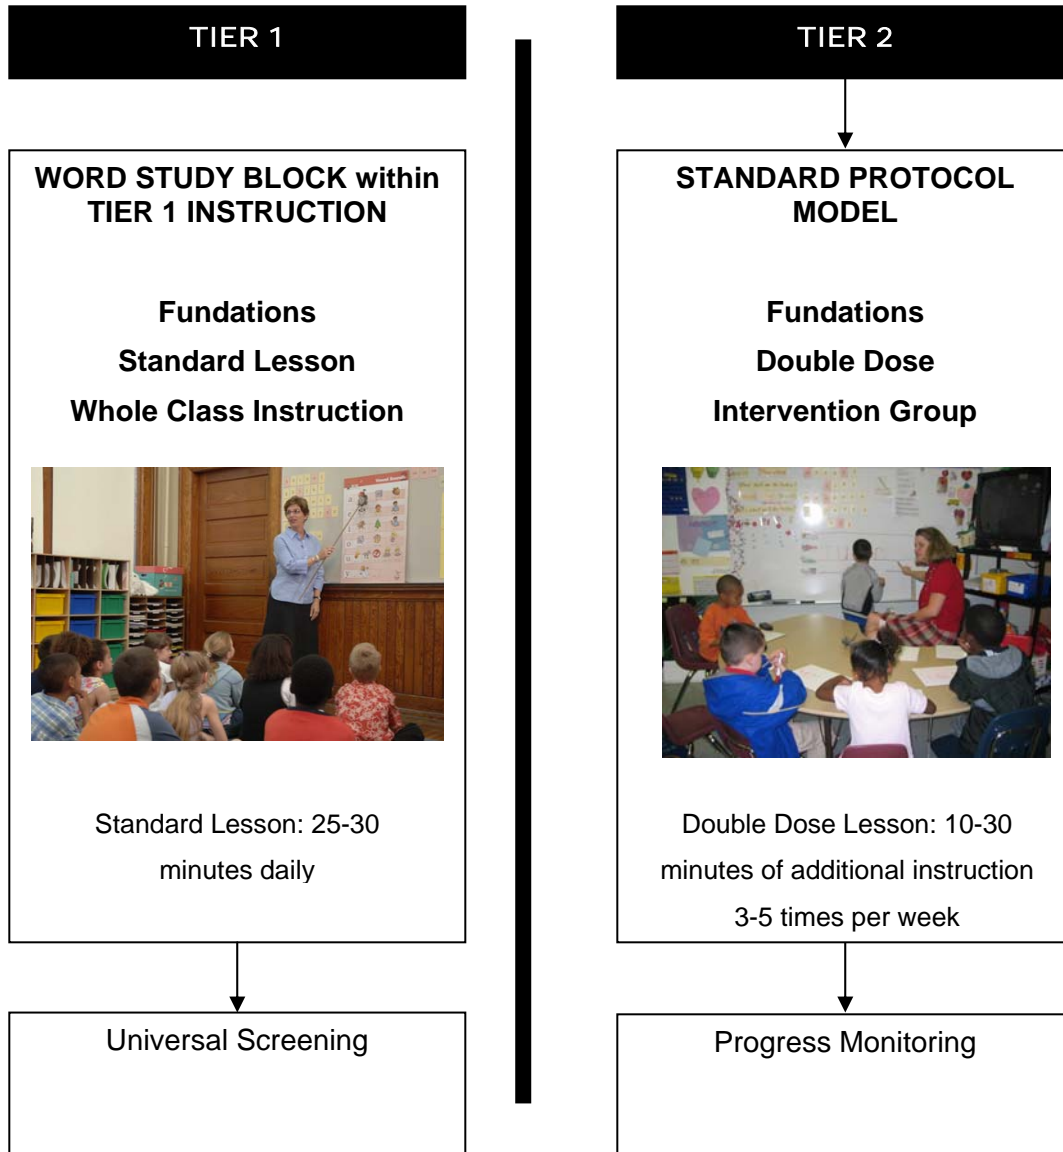 TIER 1
WORD STUDY BLOCK within
TIER 1 INSTRUCTION
Fundations
Standard Lesson
Whole Class Instruction
Standard Lesson: 25-30
minutes daily
Universal Screening
TIER 2
STANDARD PROTOCOL
MODEL
Fundations
Double Dose
Intervention Group
Double Dose Lesson: 10-30
minutes of additional instruction
3-5 times per week
Progress Monitoring